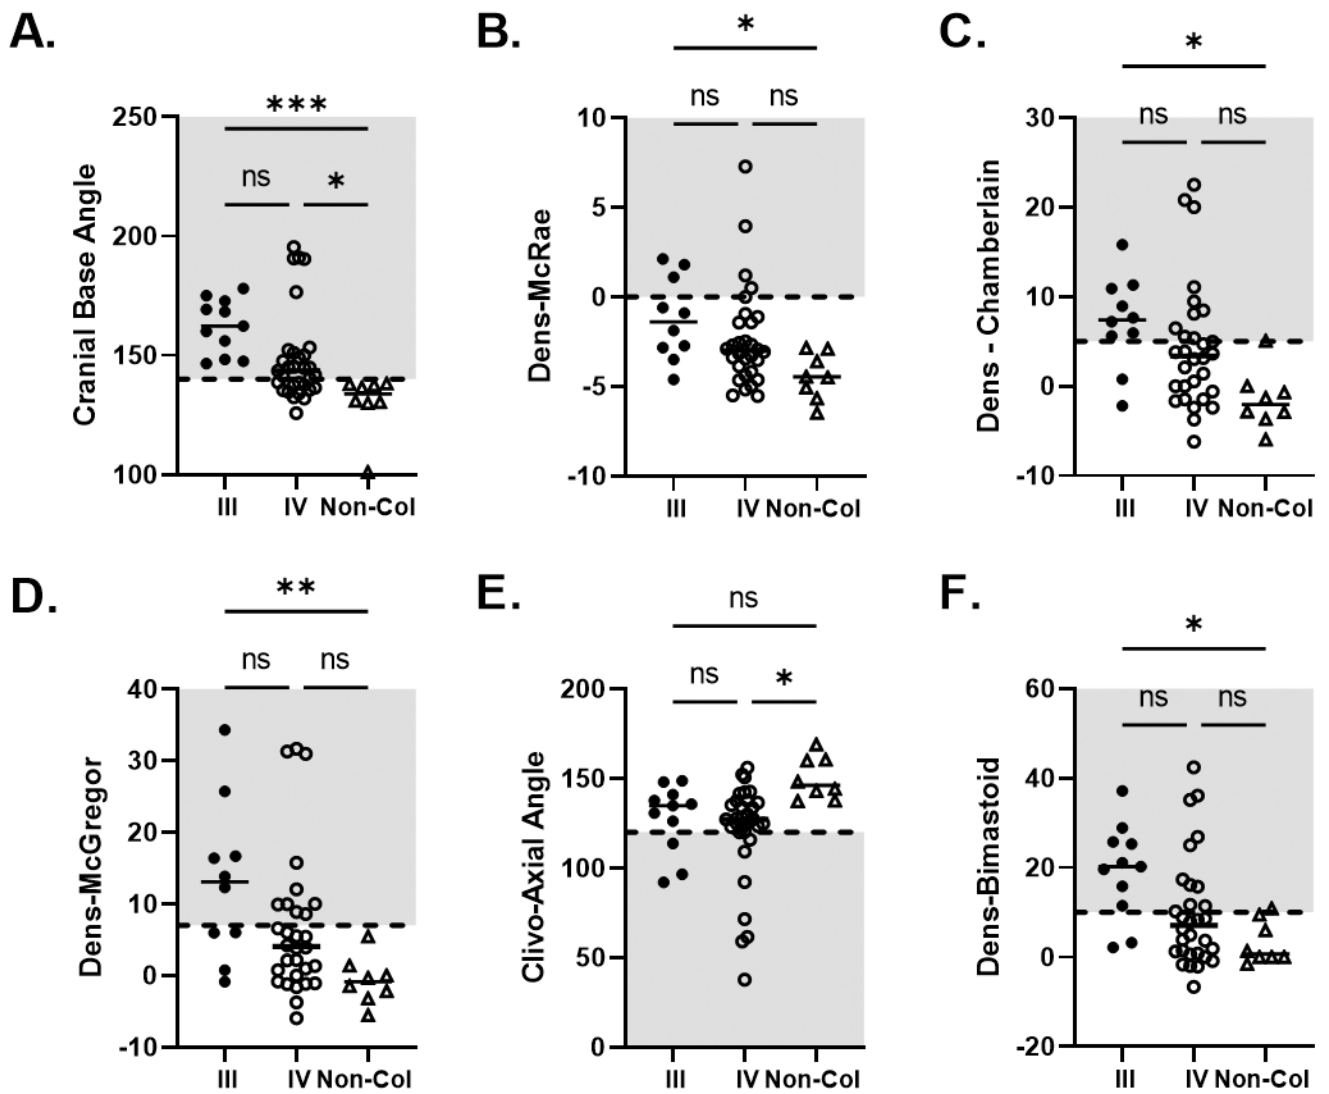 A.
***
ns
*
250
200
150
100
Cranial Base Angle
III
IV
Non-Col
B.
*
ns
ns
10
5
0
-5
-10
Dens-McRae
III
IV
Non-Col
C.
*
ns
ns
30
20
10
0
-10
Dens - Chamberlain
III
IV
Non-Col
D.
**
ns
ns
40
30
20
10
0
-10
Dens-McGregor
III
IV
Non-Col
E.
ns
ns
*
200
150
100
50
0
Clivo-Axial Angle
III
IV
Non-Col
F.
*
ns
ns
60
40
20
0
-20
Dens-Bimastoid
III
IV
Non-Col